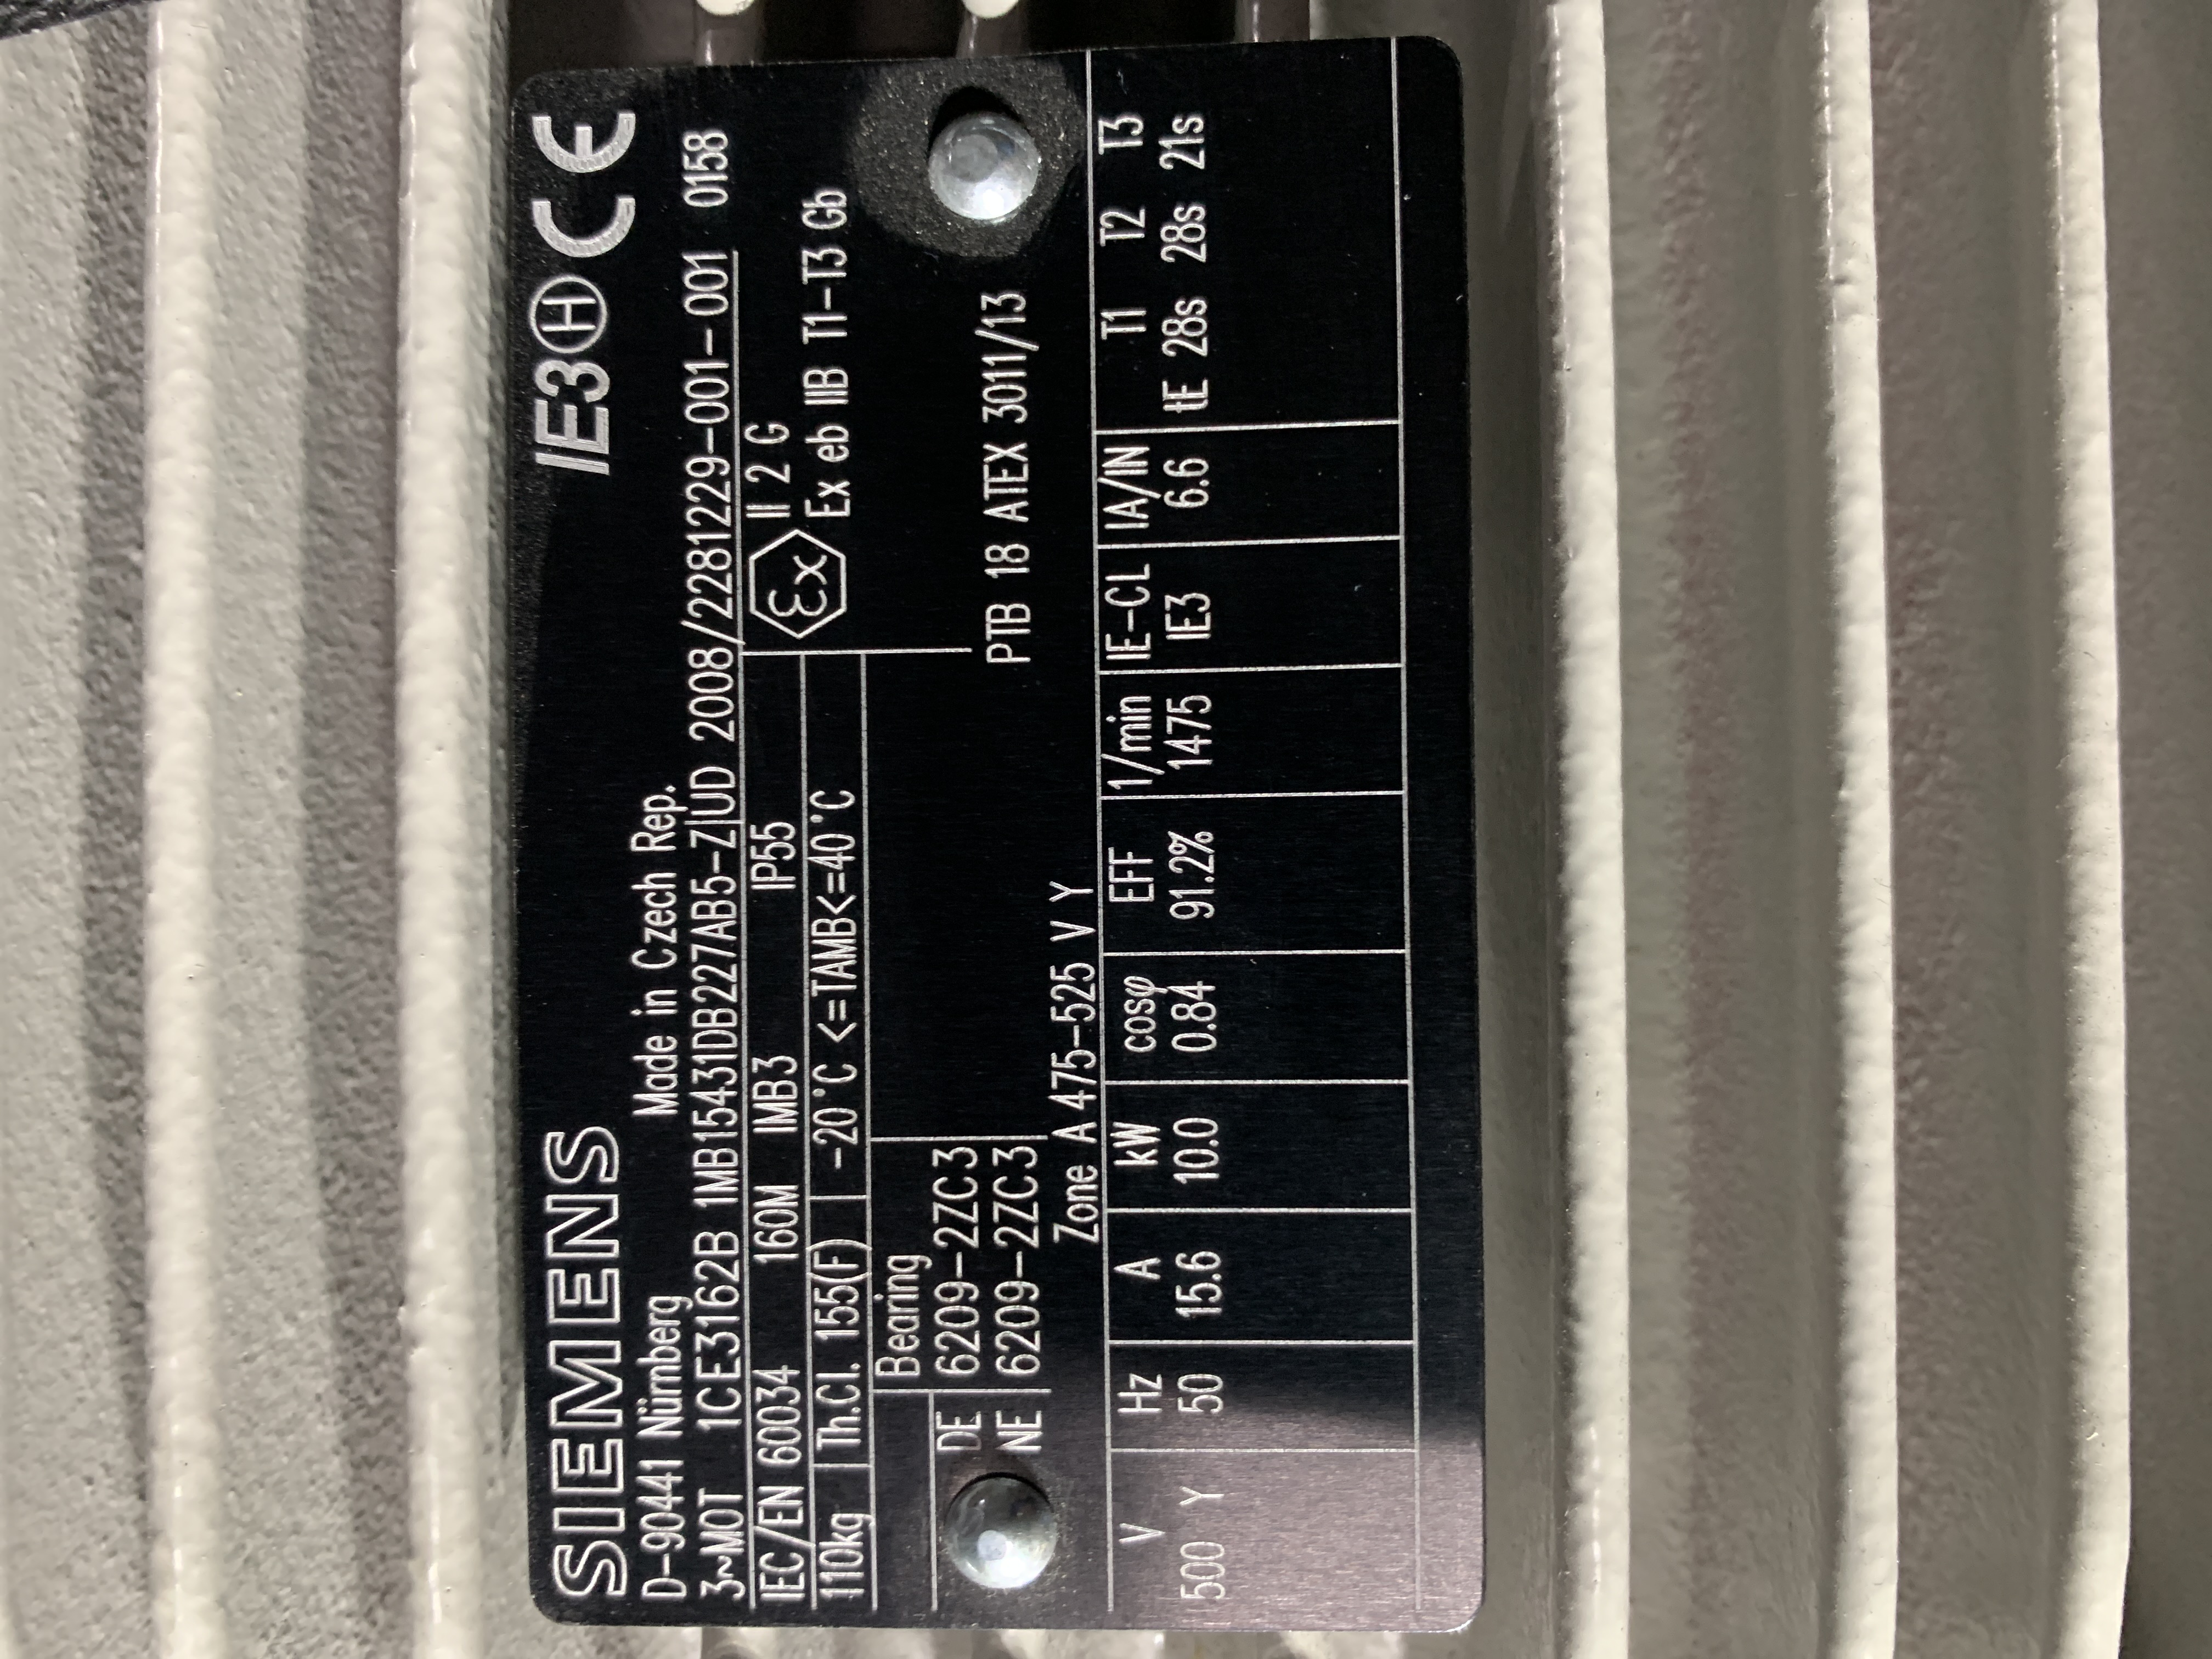 SIEMENS IE3 H CE
D-90441 Nürnberg Made in Czech Rep.
3~MOT 1CE3162B 1MB15431DB227AB5-Z UD 2008/2281229-001-001 0158
IEC/EN 60034 160M IMB3 IP55 Ex II 2 G
110kg Th.Cl. 155(F) -20°C <=TAMB<=40°C Ex eb IIB T1-T3 Gb
Bearing
DE 6209-2ZC3
NE 6209-2ZC3 PTB 18 ATEX 3011/13
Zone A 475-525 V Y
V Hz A kW cosφ EFF 1/min IE-CL IA/IN T1 T2 T3
500 Y 50 15.6 10.0 0.84 91.2% 1475 IE3 6.6 tE 28s 28s 21s